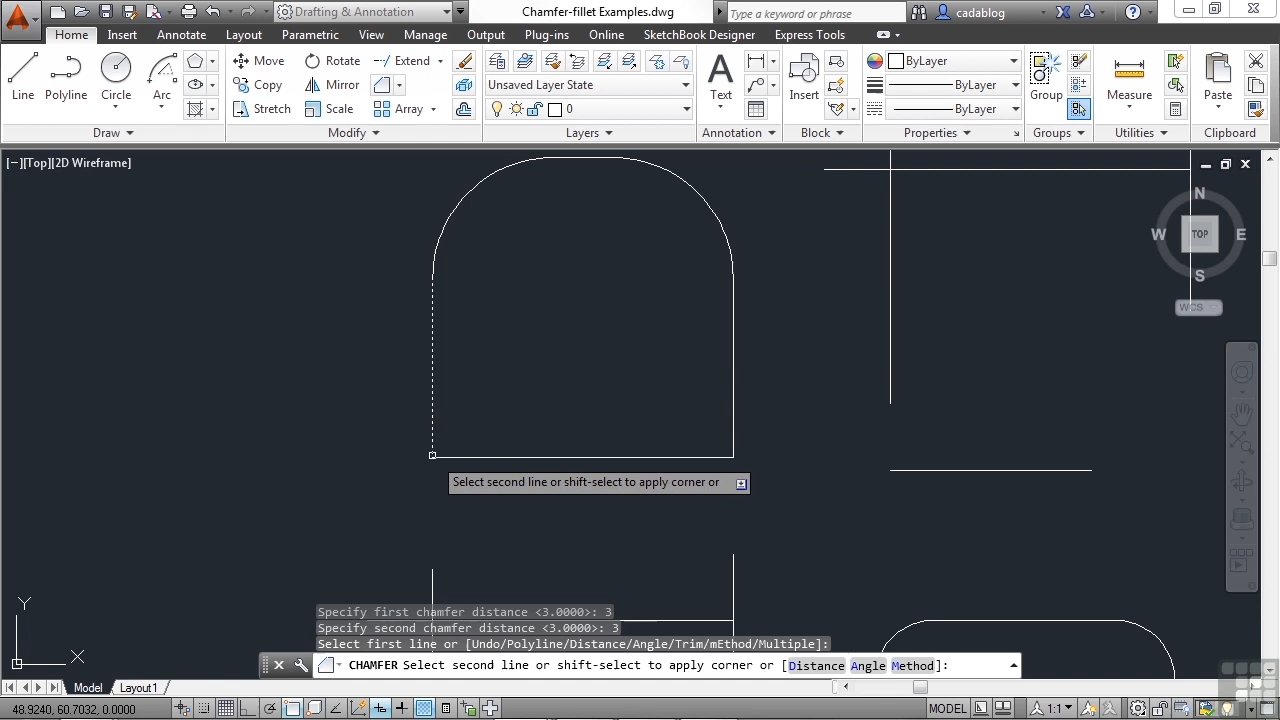 Drafting & Annotation
Chamfer-fillet Examples.dwg
Type a keyword or phrase
cadablog
Home Insert Annotate Layout Parametric View Manage Output Plug-ins Online SketchBook Designer Express Tools
Line Polyline Circle Arc
Move Rotate Extend
Copy Mirror
Stretch Scale Array
Unsaved Layer State
0
Text
Insert
ByLayer
ByLayer
ByLayer
Group
Measure
Paste
Draw Modify Layers Annotation Block Properties Groups Utilities Clipboard
[−][Top][2D Wireframe]
N
W TOP E
S
WCS
Select second line or shift-select to apply corner or
Y
X
Specify first chamfer distance <3.0000>: 3
Specify second chamfer distance <3.0000>: 3
Select first line or [Undo/Polyline/Distance/Angle/Trim/mEthod/Multiple]:
CHAMFER Select second line or shift-select to apply corner or [Distance Angle Method]:
Model Layout1
48.9240, 60.7032, 0.0000
MODEL
1:1